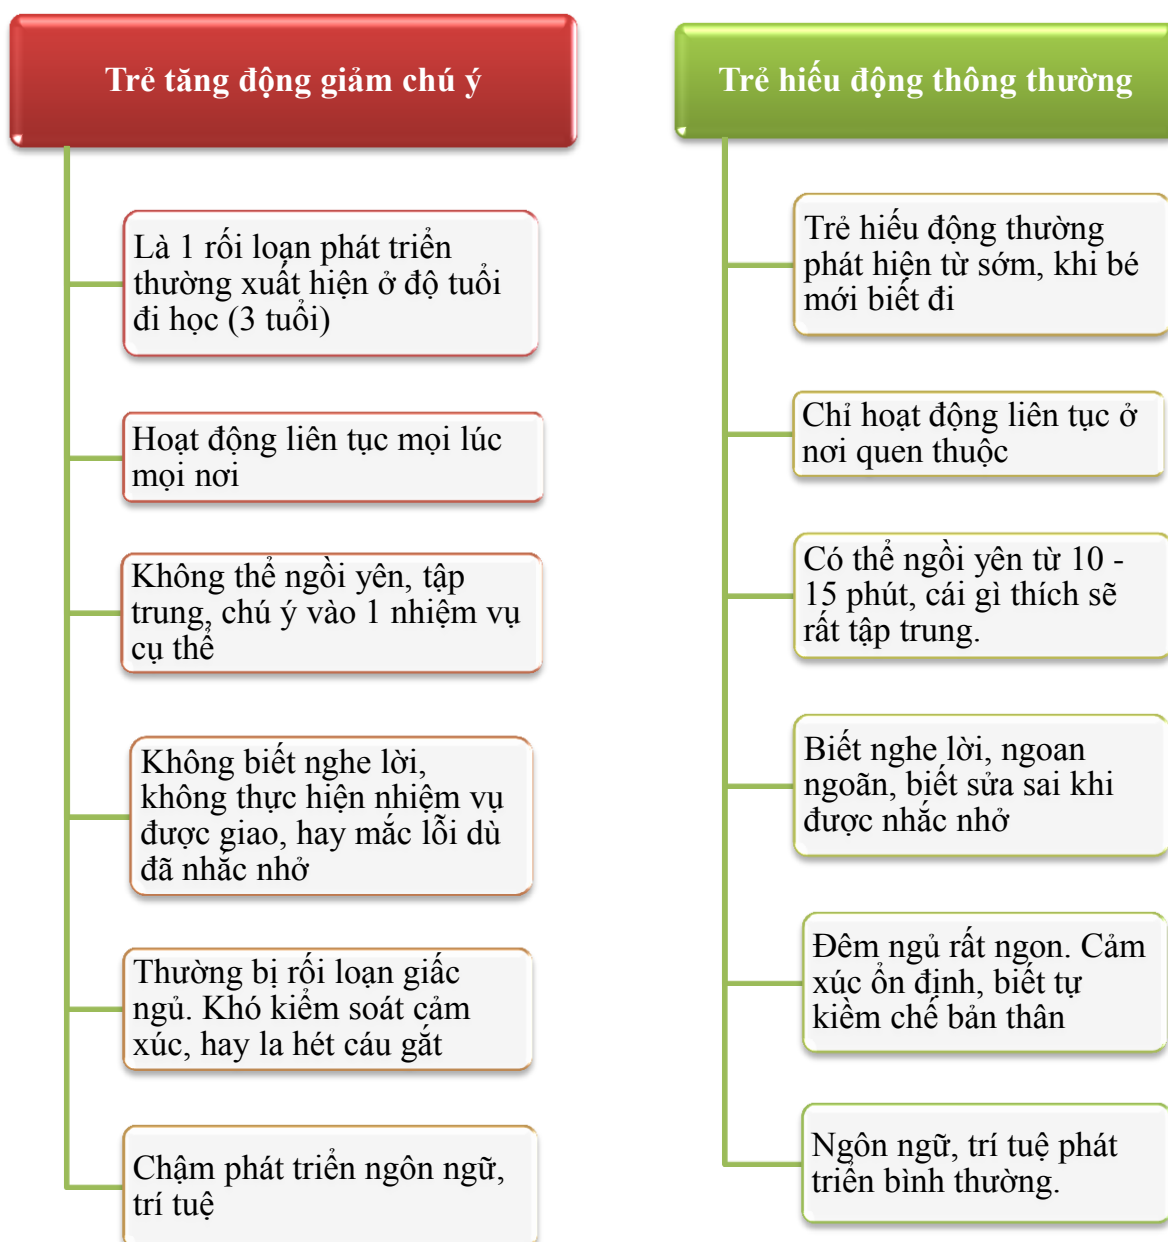 Trẻ tăng động giảm chú ý
Là 1 rối loạn phát triển
thường xuất hiện ở độ tuổi
đi học (3 tuổi)
Hoạt động liên tục mọi lúc
mọi nơi
Không thể ngồi yên, tập
trung, chú ý vào 1 nhiệm vụ
cụ thể
Không biết nghe lời,
không thực hiện nhiệm vụ
được giao, hay mắc lỗi dù
đã nhắc nhở
Thường bị rối loạn giấc
ngủ. Khó kiểm soát cảm
xúc, hay la hét cáu gắt
Chậm phát triển ngôn ngữ,
trí tuệ
Trẻ hiếu động thông thường
Trẻ hiếu động thường
phát hiện từ sớm, khi bé
mới biết đi
Chỉ hoạt động liên tục ở
nơi quen thuộc
Có thể ngồi yên từ 10 -
15 phút, cái gì thích sẽ
rất tập trung.
Biết nghe lời, ngoan
ngoãn, biết sửa sai khi
được nhắc nhở
Đêm ngủ rất ngon. Cảm
xúc ổn định, biết tự
kiềm chế bản thân
Ngôn ngữ, trí tuệ phát
triển bình thường.